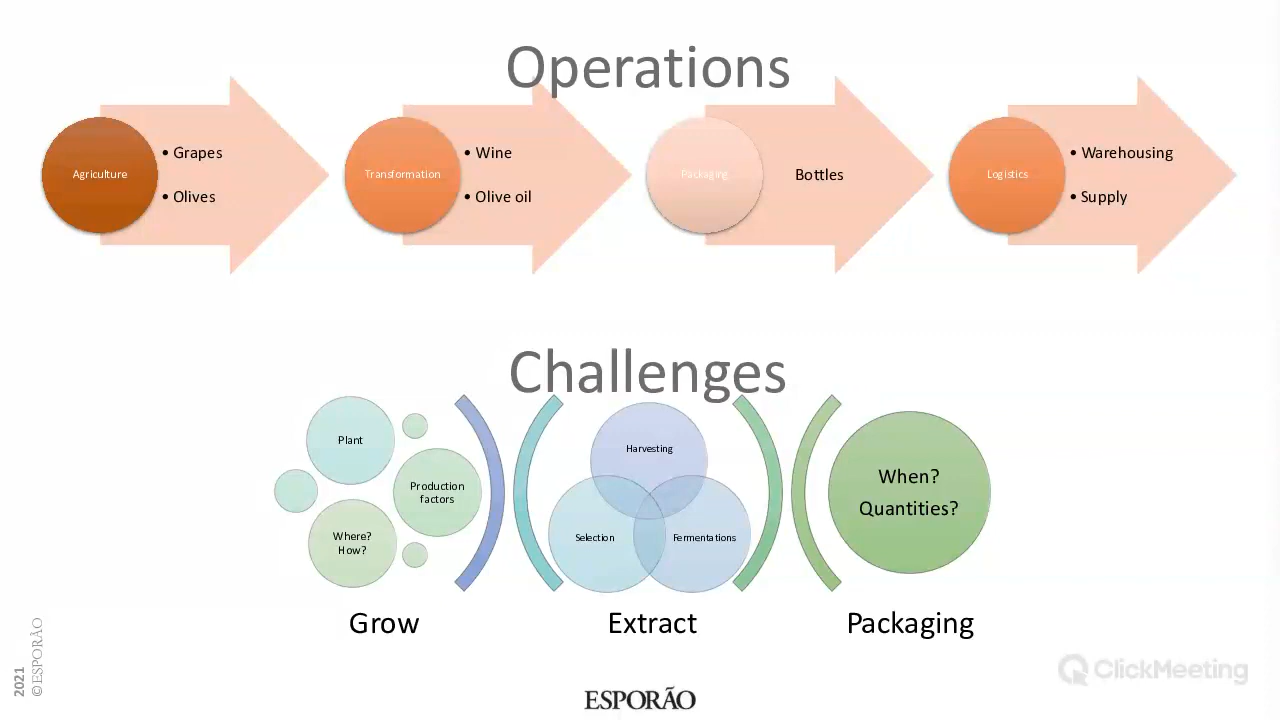 Operations
Agriculture
• Grapes
• Olives
Transformation
• Wine
• Olive oil
Packaging
Bottles
Logistics
• Warehousing
• Supply
Challenges
Plant
Production
factors
Where?
How?
Grow
Harvesting
Selection
Fermentations
Extract
When?
Quantities?
Packaging
2021
©ESPORÃO
ESPORÃO
ClickMeeting